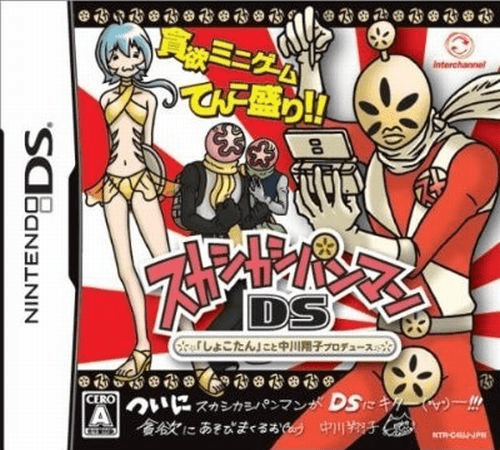 NINTENDO DS™
貪欲ミニゲーム
てんこ盛り!!
interchannel
スカシカシパンマン
DS
「しょこたん」こと中川翔子プロデュース
CERO
A
ついに スカシカシパンマンが DSにキター(・∀・)ー!!!
貪欲にあそびまくるお(・ω・) 中川翔子
NTR-C4WJ-JPN